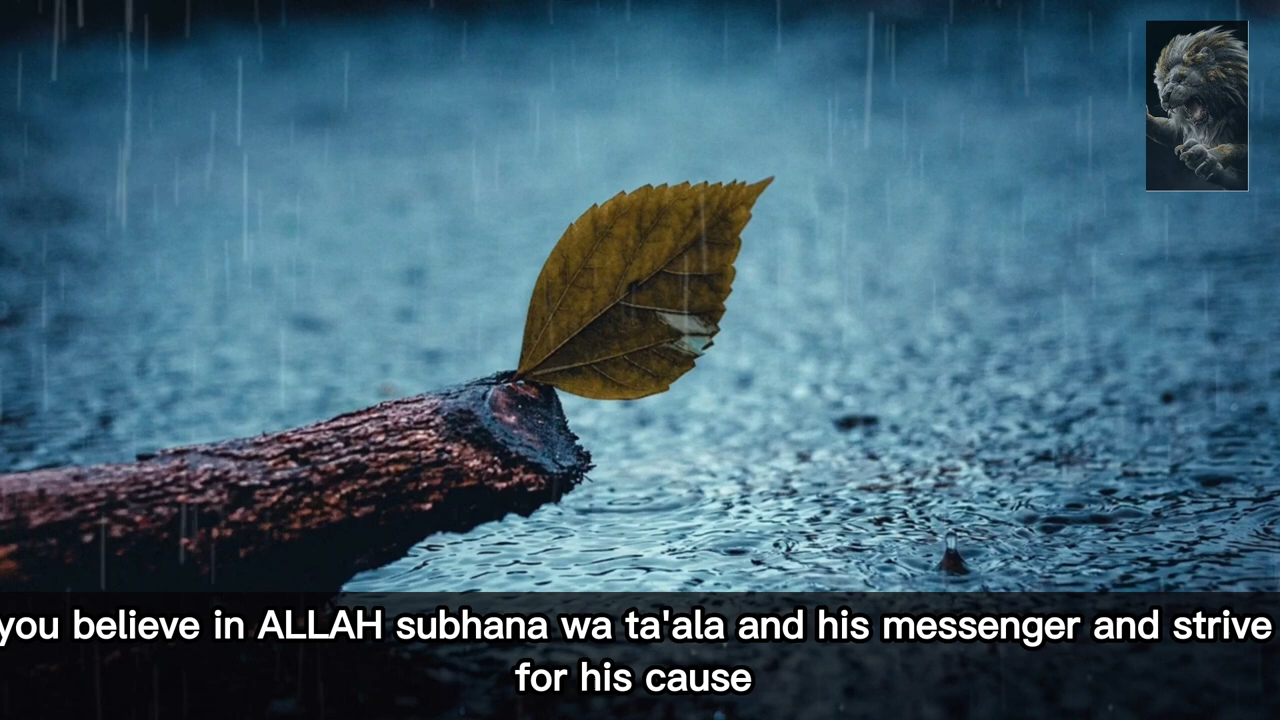 you believe in ALLAH subhana wa ta'ala and his messenger and strive
for his cause